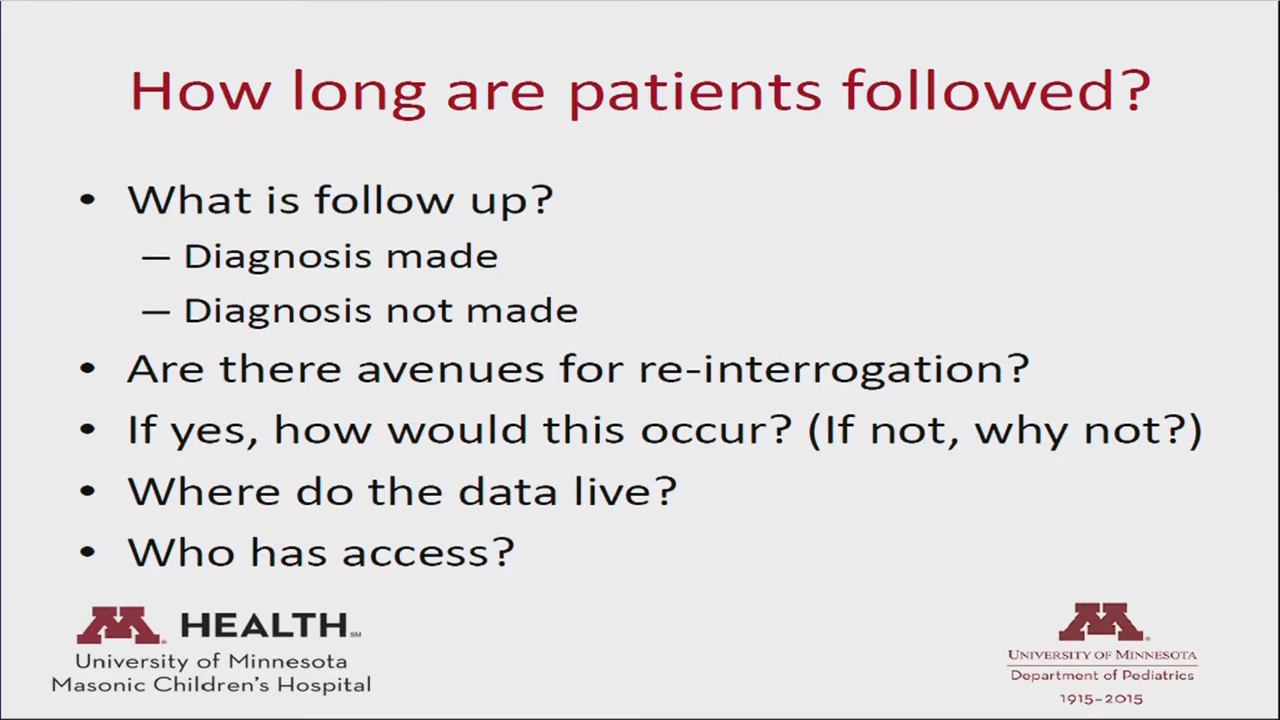 How long are patients followed?
• What is follow up?
– Diagnosis made
– Diagnosis not made
• Are there avenues for re-interrogation?
• If yes, how would this occur? (If not, why not?)
• Where do the data live?
• Who has access?
M HEALTH SM
University of Minnesota
Masonic Children's Hospital
M
UNIVERSITY OF MINNESOTA
Department of Pediatrics
1915–2015